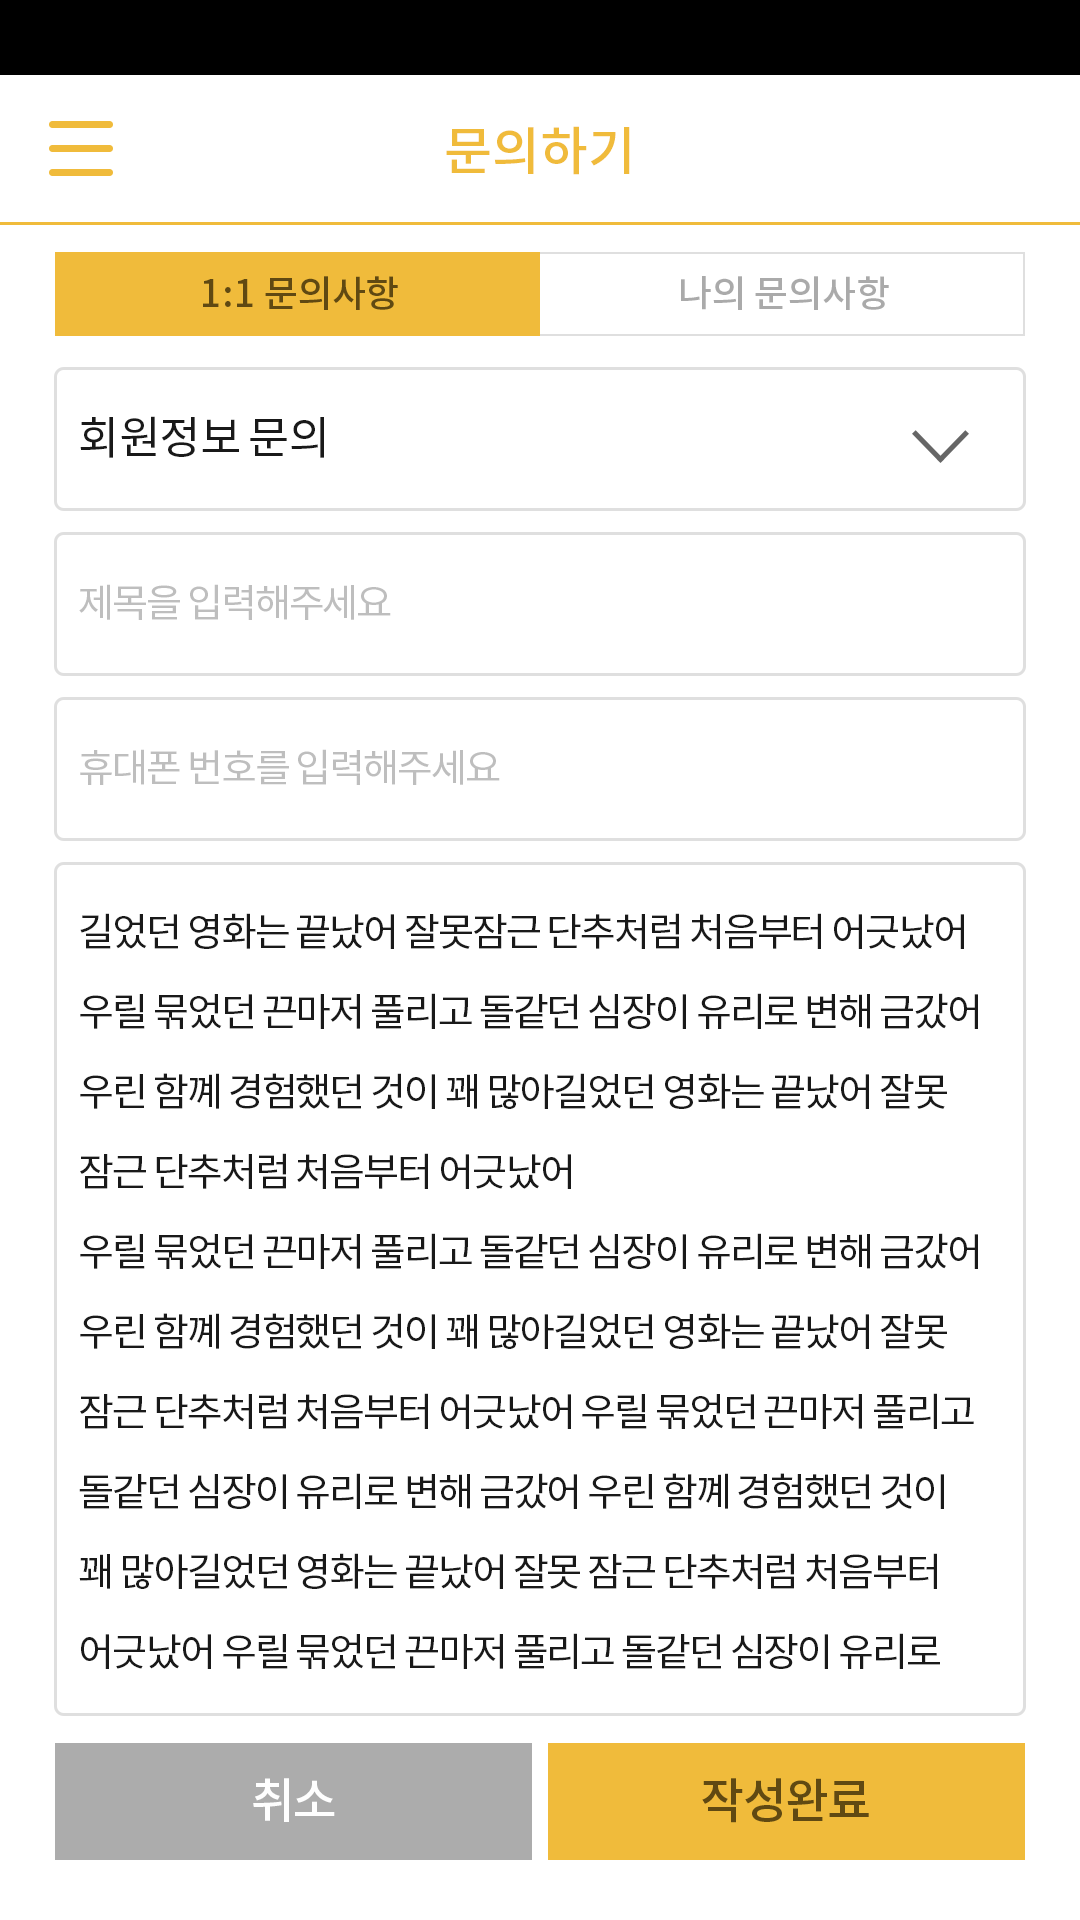 문의하기
1:1 문의사항
나의 문의사항
회원정보 문의
제목을 입력해주세요
휴대폰 번호를 입력해주세요
길었던 영화는 끝났어 잘못잠근 단추처럼 처음부터 어긋났어
우릴 묶었던 끈마저 풀리고 돌같던 심장이 유리로 변해 금갔어
우린 함꼐 경험했던 것이 꽤 많아길었던 영화는 끝났어 잘못
잠근 단추처럼 처음부터 어긋났어
우릴 묶었던 끈마저 풀리고 돌같던 심장이 유리로 변해 금갔어
우린 함꼐 경험했던 것이 꽤 많아길었던 영화는 끝났어 잘못
잠근 단추처럼 처음부터 어긋났어 우릴 묶었던 끈마저 풀리고
돌같던 심장이 유리로 변해 금갔어 우린 함꼐 경험했던 것이
꽤 많아길었던 영화는 끝났어 잘못 잠근 단추처럼 처음부터
어긋났어 우릴 묶었던 끈마저 풀리고 돌같던 심장이 유리로
취소
작성완료